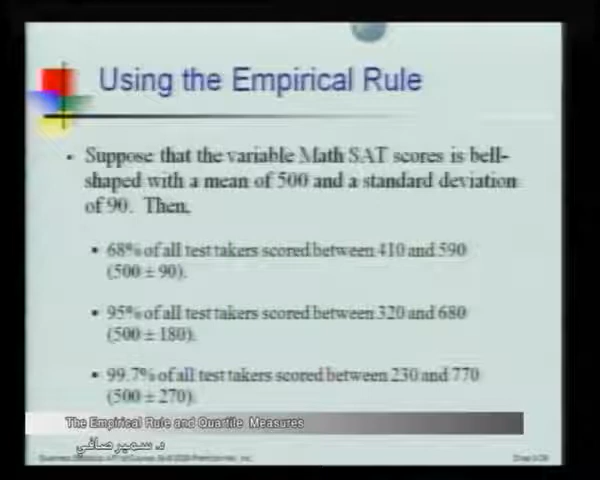 Using the Empirical Rule
• Suppose that the variable Math SAT scores is bell-
shaped with a mean of 500 and a standard deviation
of 90. Then,
▪ 68% of all test takers scored between 410 and 590
(500 ± 90).
▪ 95% of all test takers scored between 320 and 680
(500 ± 180).
▪ 99.7% of all test takers scored between 230 and 770
(500 ± 270).
The Empirical Rule and Quartile Measures
د. سمير صافي